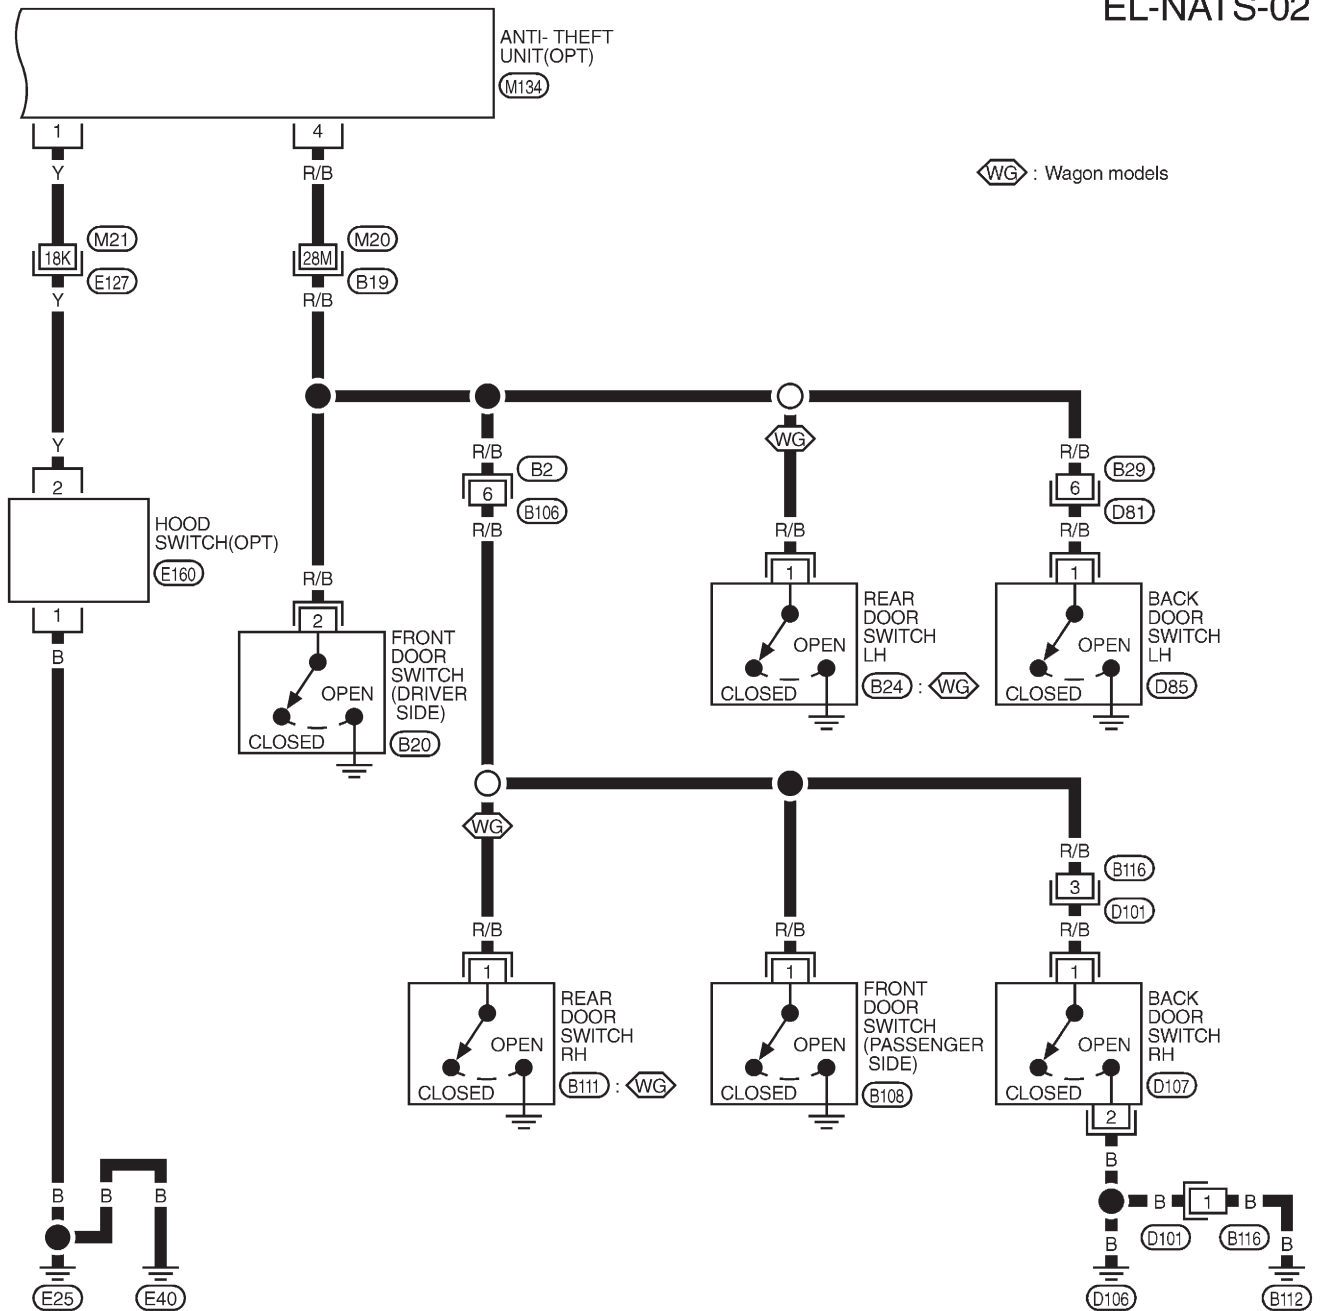 EL-NATS-02
ANTI- THEFT
UNIT(OPT)
M134
1
4
Y
R/B
WG : Wagon models
M21
M20
18K
28M
E127
B19
Y
R/B
WG
Y
R/B
R/B
B2
B29
2
6
6
B106
D81
R/B
R/B
R/B
HOOD
SWITCH(OPT)
E160
1
1
R/B
1
2
B
REAR
DOOR
SWITCH
LH
OPEN
CLOSED
B24 : WG
BACK
DOOR
SWITCH
LH
OPEN
CLOSED
D85
FRONT
DOOR
SWITCH
(DRIVER
SIDE)
OPEN
CLOSED
B20
WG
R/B
B116
3
D101
R/B
R/B
R/B
1
1
1
REAR
DOOR
SWITCH
RH
OPEN
CLOSED
B111 : WG
FRONT
DOOR
SWITCH
(PASSENGER
SIDE)
OPEN
CLOSED
B108
BACK
DOOR
SWITCH
RH
OPEN
CLOSED
D107
2
B
B
B
B
B
1
B
D101
B116
B
B
E25
E40
D106
B112